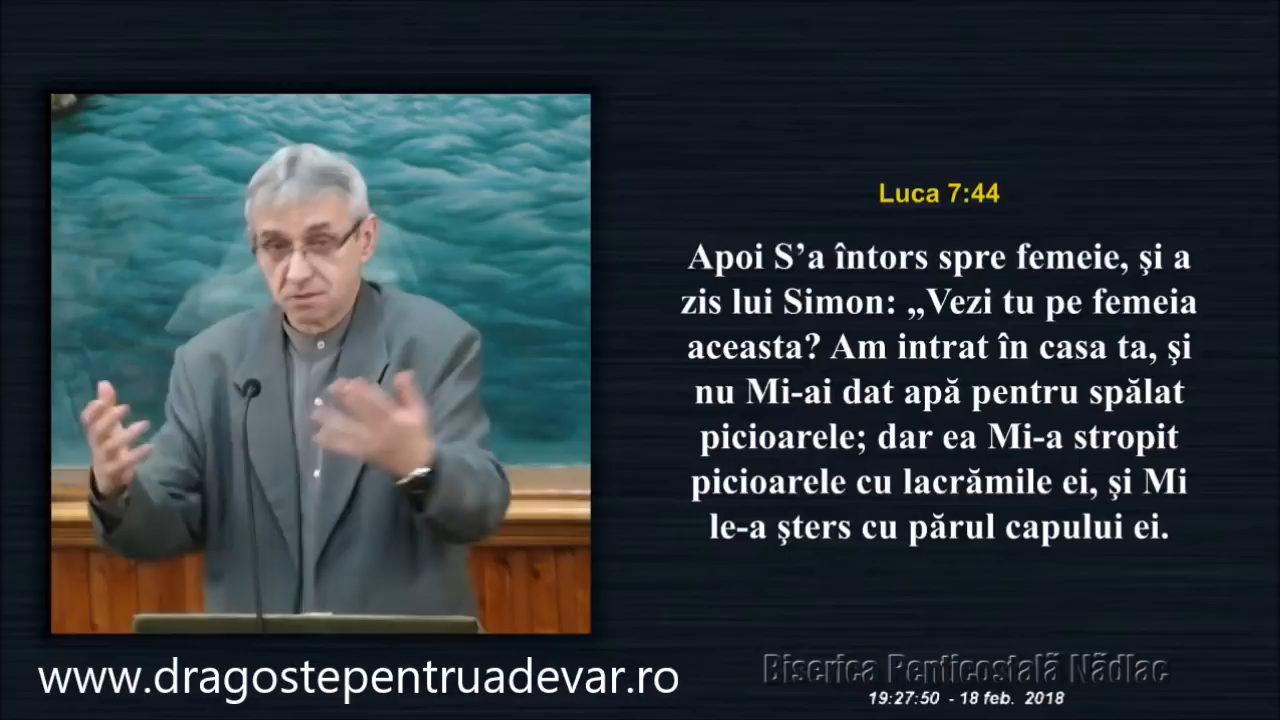 Luca 7:44
Apoi S’a întors spre femeie, şi a
zis lui Simon: „Vezi tu pe femeia
aceasta? Am intrat în casa ta, şi
nu Mi-ai dat apă pentru spălat
picioarele; dar ea Mi-a stropit
picioarele cu lacrămile ei, şi Mi
le-a şters cu părul capului ei.
www.dragostepentruadevar.ro
Biserica Penticostală Nădlac
19:27:50 - 18 feb. 2018